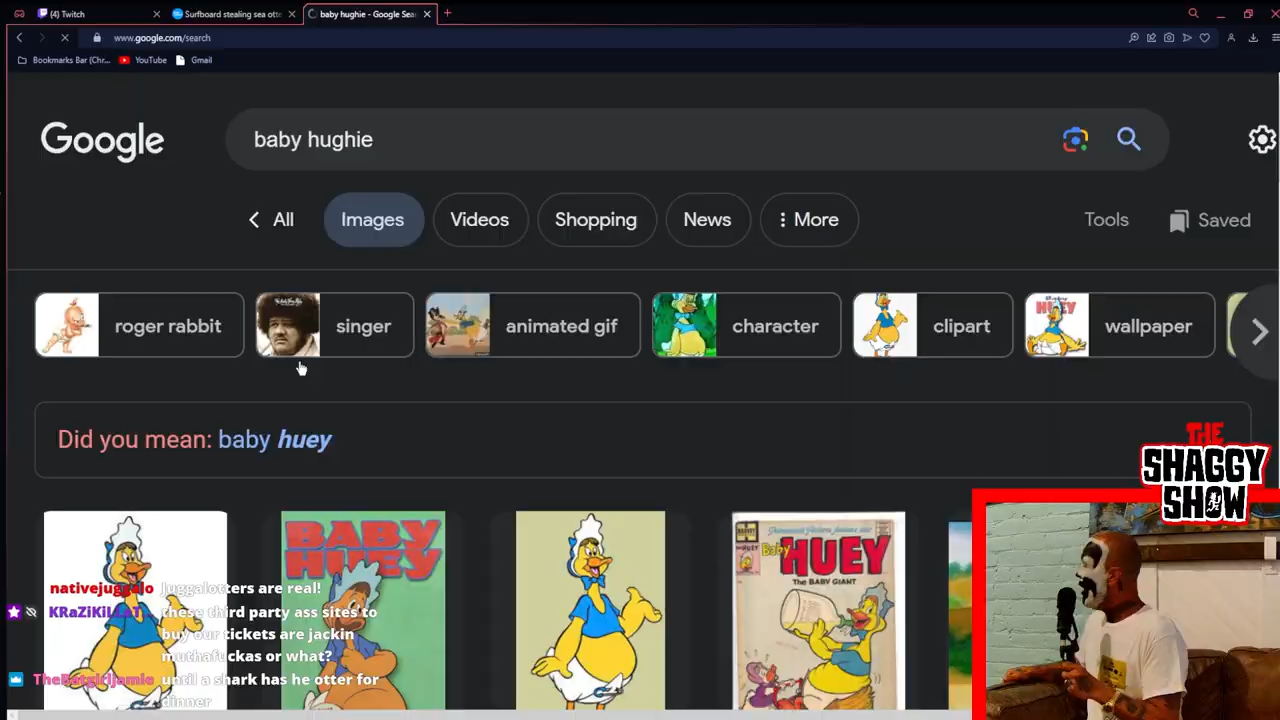 (4) Twitch
Surfboard stealing sea otte
baby hughie - Google Sea
www.google.com/search
Bookmarks Bar (Chr...
YouTube
Gmail
Google
baby hughie
All
Images
Videos
Shopping
News
More
Tools
Saved
roger rabbit
singer
animated gif
character
clipart
wallpaper
Did you mean: baby huey
BABY
HUEY
Baby HUEY
THE BABY GIANT
THE
SHAGGY
SHOW
nativejuggalo Juggalotters are real!
these third party ass sites to
buy our tickets are jackin
muthafuckas or what?
TheBatgirljamie until a shark has he otter for
dinner